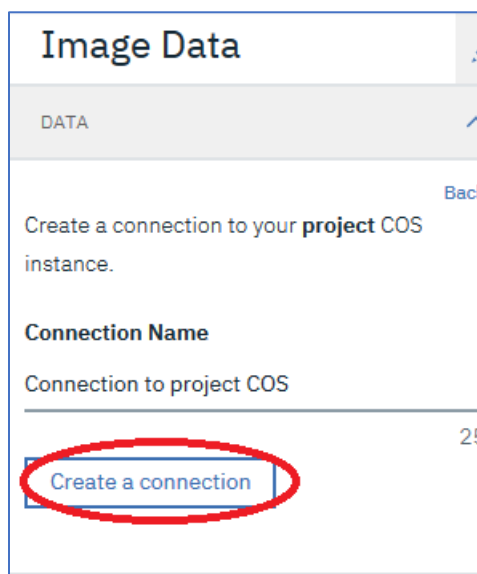 Image Data
DATA
Create a connection to your project COS
instance.
Connection Name
Connection to project COS
Create a connection